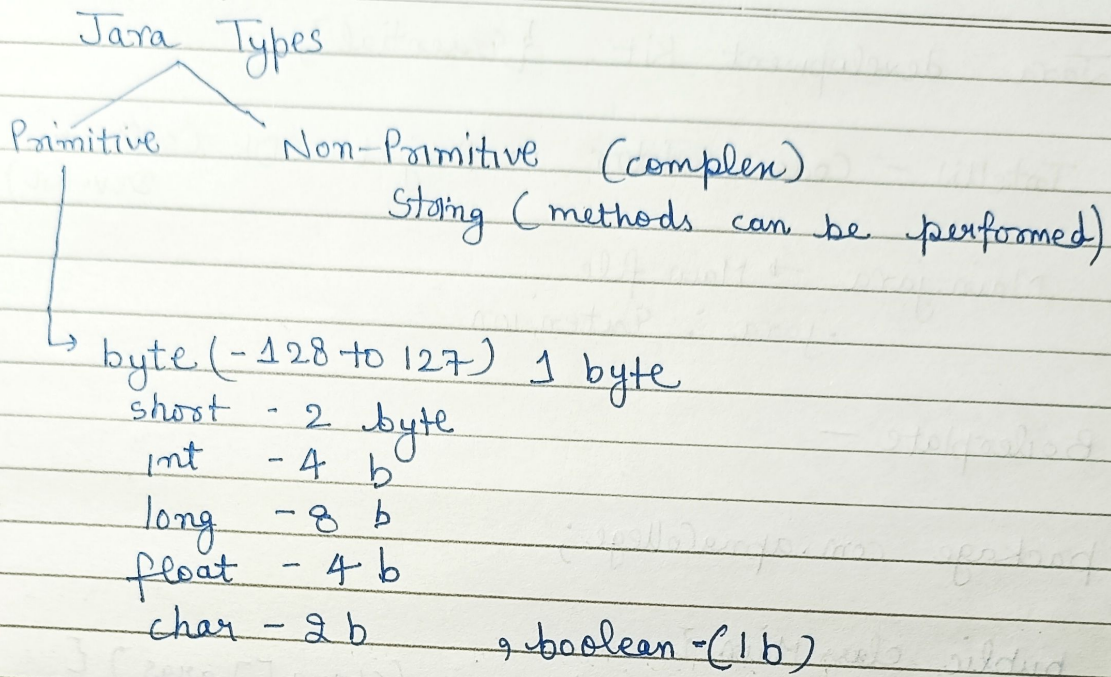 Java Types
Primitive Non-Primitive (complex)
String (methods can be performed)
byte (-128 to 127) 1 byte
short - 2 byte
int - 4 b
long - 8 b
float - 4 b
char - 2 b , boolean - (1 b)